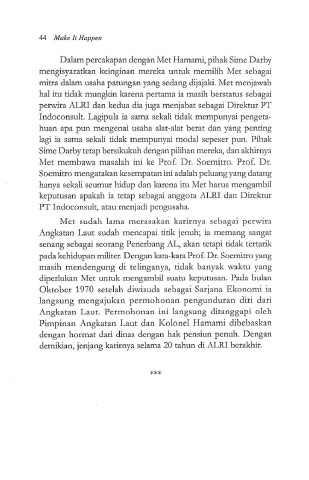 44 Make It Happen
Dalam percakapan dengan Met Hamami, pihak Sime Darby
mengisyaratkan keinginan mereka untuk memilih Met sebagai
mitra dalam usaha patungan yang sedang dijajaki. Met menjawab
hal itu tidak mungkin karena pertama ia masih berstatus sebagai
perwira ALRI dan kedua dia juga menjabat sebagai Direktur PT
Indoconsult. Lagipula ia sama sekali tidak mempunyai pengeta-
huan apa pun mengenai usaha alat-alat berat dan yang penting
lagi ia sama sekali tidak mempunyai modal sepeser pun. Pihak
Sime Darby tetap bersikukuh dengan pilihan mereka, dan akhirnya
Met membawa masalah ini ke Prof. Dr. Soemitro. Prof. Dr.
Soemitro mengatakan kesempatan ini adalah peluang yang datang
hanya sekali seumur hidup dan karena itu Met harus mengambil
keputusan apakah ia tetap sebagai anggota ALRI dan Direktur
PT Indoconsult, atau menjadi pengusaha.
Met sudah lama merasakan karirnya sebagai perwira
Angkatan Laut sudah mencapai titik jenuh; ia memang sangat
senang sebagai seorang Penerbang AL, akan tetapi tidak tertarik
pada kehidupan militer. Dengan kata-kata Prof. Dr. Soemitro yang
masih mendengung di telinganya, tidak banyak waktu yang
diperlukan Met untuk mengambil suatu keputusan. Pada bulan
Oktober 1970 setelah diwisuda sebagai Sarjana Ekonomi ia
langsung mengajukan permohonan pengunduran diri dari
Angkatan Laut. Permohonan ini langsung ditanggapi oleh
Pimpinan Angkatan Laut dan Kolonel Hamami dibebaskan
dengan hormat dari dinas dengan hak pensiun penuh. Dengan
demikian, jenjang karirnya selama 20 tahun di ALRI berakhir.
***